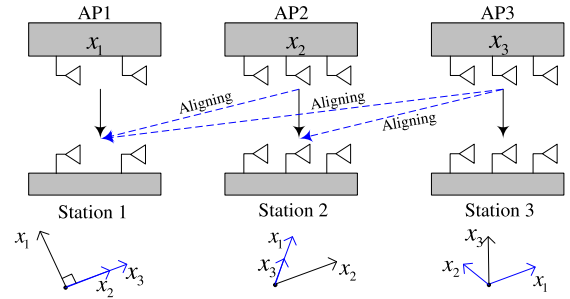 AP1 AP2 AP3
x1 x2 x3
Aligning Aligning Aligning
Station 1 Station 2 Station 3
x1 x2 x3
x1 x3 x2
x3 x2 x1